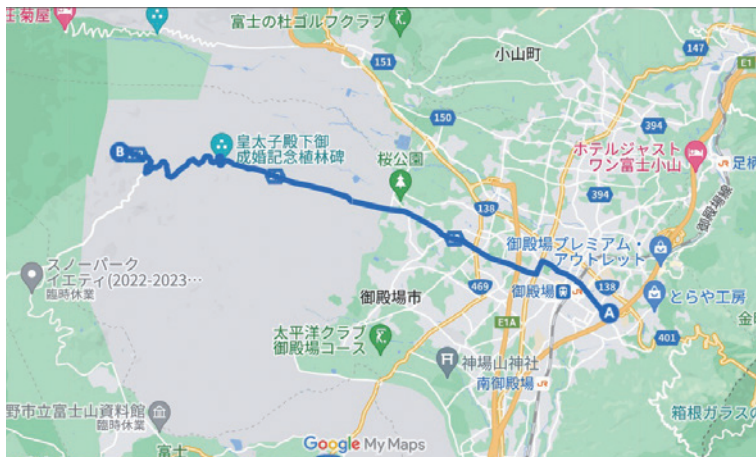 荘 菊屋
富士の杜ゴルフクラブ
小山町
147
E1
151
150
394
ホテルジャスト
ワン富士小山
足柄
B
皇太子殿下御
成婚記念植林碑
桜公園
394
138
御殿場線
御殿場プレミアム・
アウトレット
スノーパーク
イエティ(2022-2023…
臨時休業
469
御殿場
138
とらや工房
御殿場市
A
E1A
太平洋クラブ
御殿場コース
401
神場山神社
南御殿場
野市立富士山資料館
臨時休業
箱根ガラスの
富士
Google My Maps